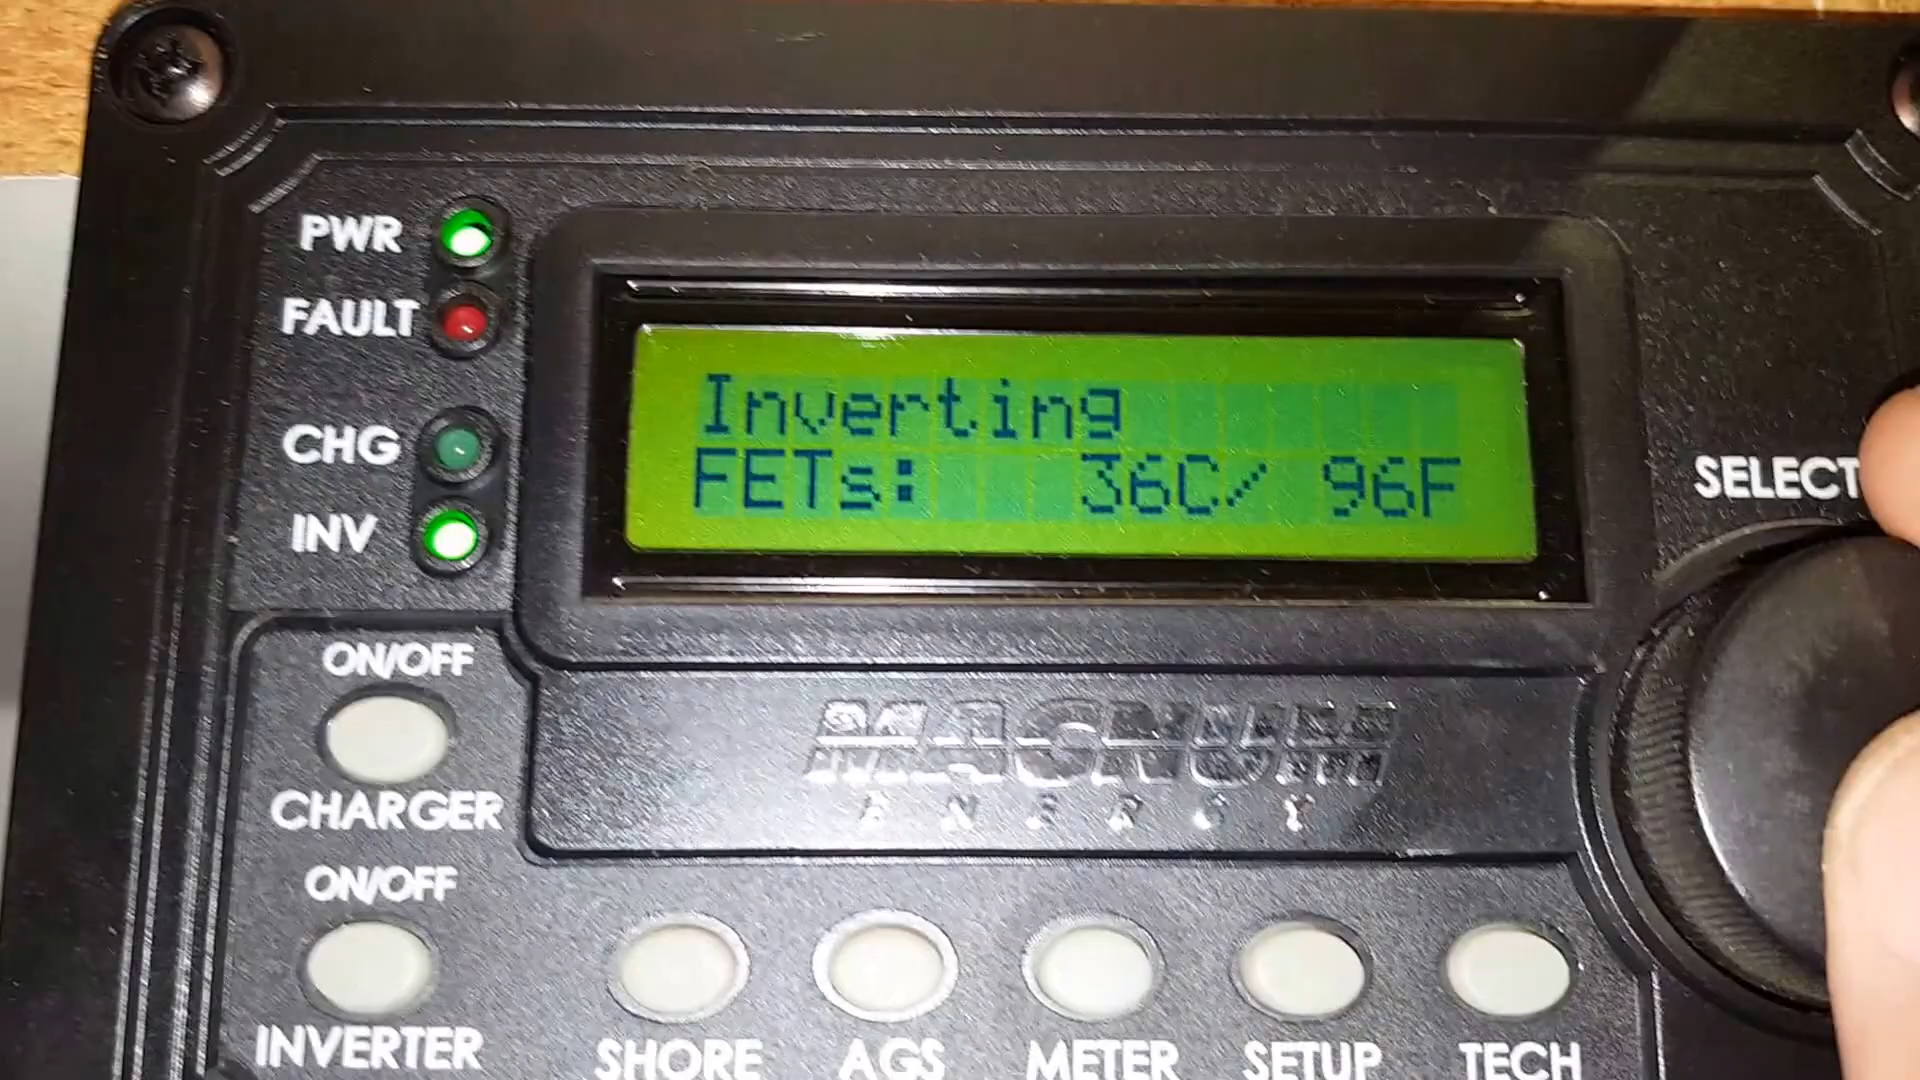 PWR
FAULT
CHG
INV
Inverting
FETs: 36C/ 96F
SELECT
ON/OFF
CHARGER
MAGNUM
ENERGY
ON/OFF
INVERTER
SHORE
AGS
METER
SETUP
TECH